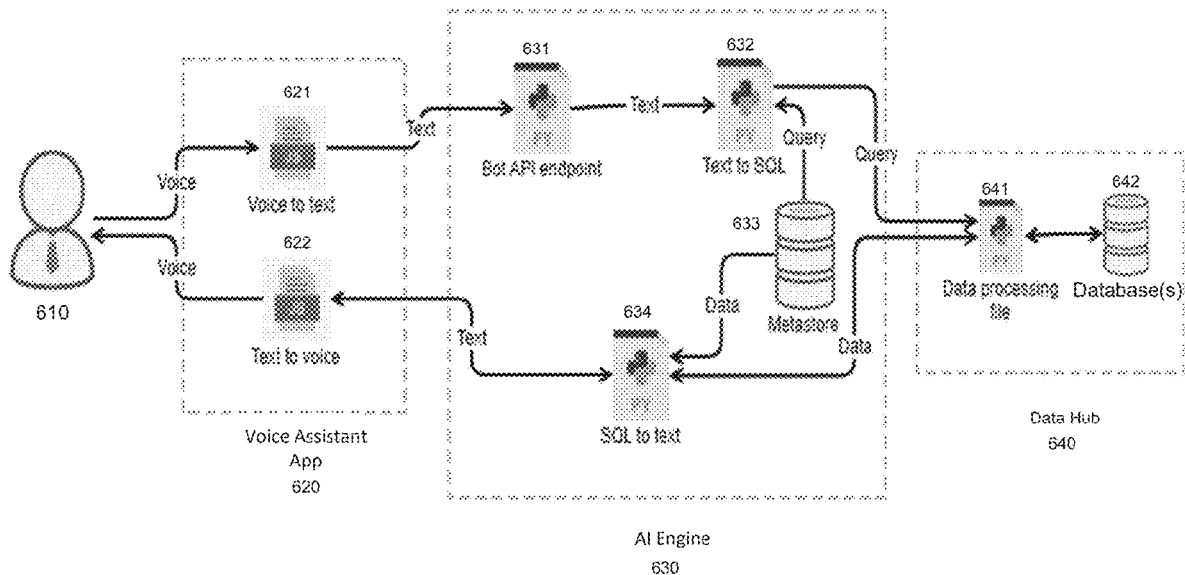 631
632
621
Text
Text
Query
Bot API endpoint
Text to SQL
Query
Voice
Voice to text
641
642
633
622
Voice
610
Data
Data processing
file
Database(s)
Text to voice
634
Text
Metastore
Data
SQL to text
Voice Assistant
App
620
Data Hub
640
AI Engine
630